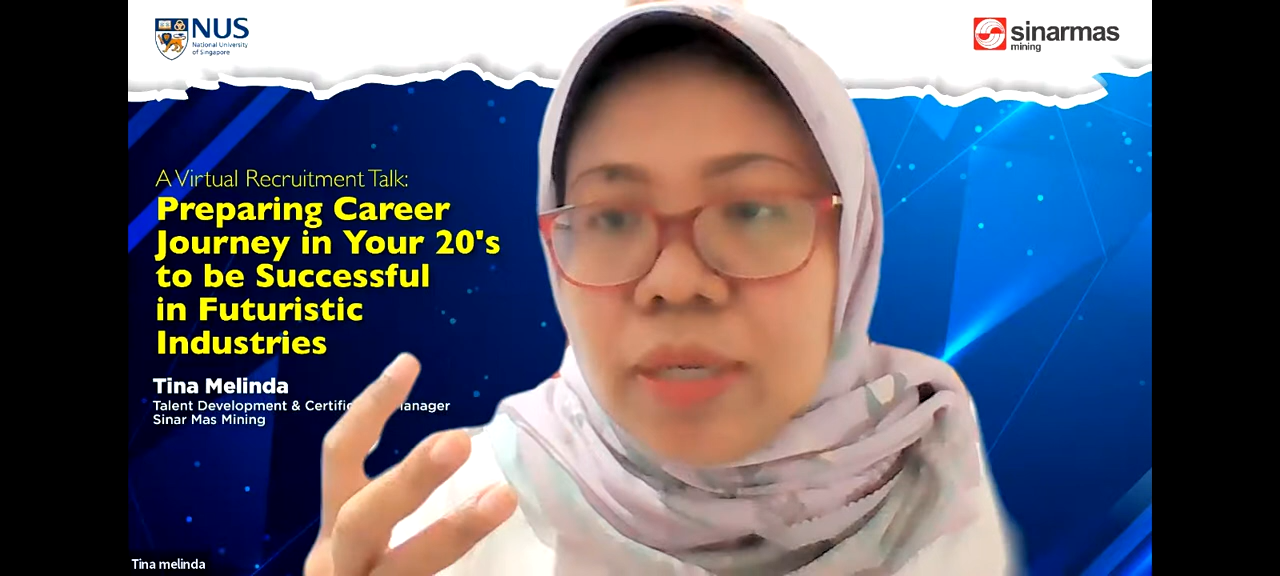 NUS
National University
of Singapore
sinarmas
mining
A Virtual Recruitment Talk:
Preparing Career
Journey in Your 20's
to be Successful
in Futuristic
Industries
Tina Melinda
Talent Development &
Sinar Mas Mining
Tina melinda